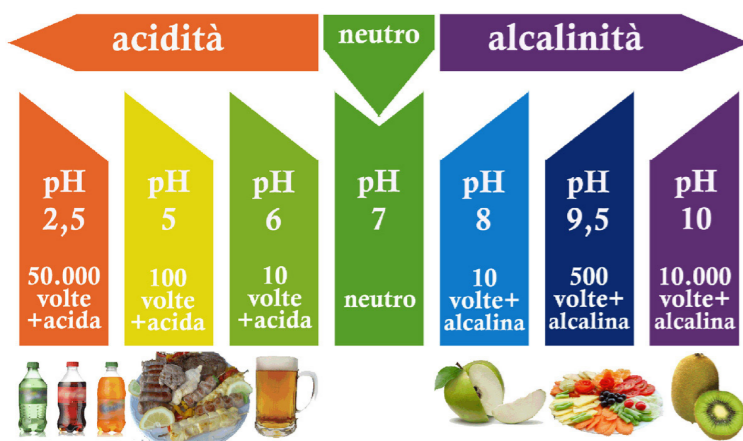 acidità
neutro
alcalinità
pH
2,5
50.000
volte
+acida
pH
5
100
volte
+acida
pH
6
10
volte
+acida
pH
7
neutro
pH
8
10
volte+
alcalina
pH
9,5
500
volte+
alcalina
pH
10
10.000
volte+
alcalina